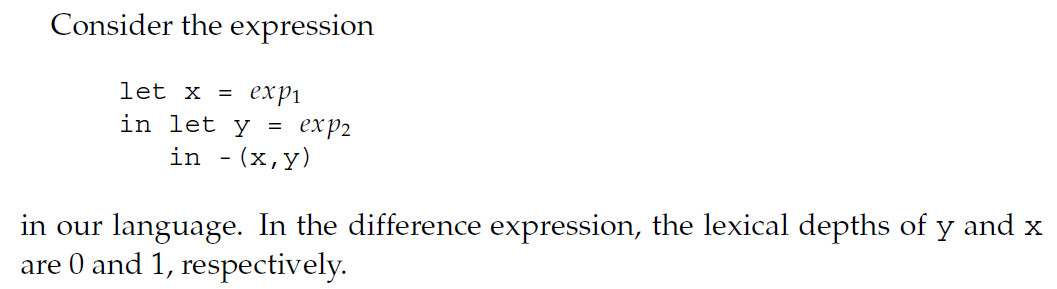 Consider the expression
let x = exp₁
in let y = exp₂
in -(x,y)
in our language. In the difference expression, the lexical depths of y and x
are 0 and 1, respectively.